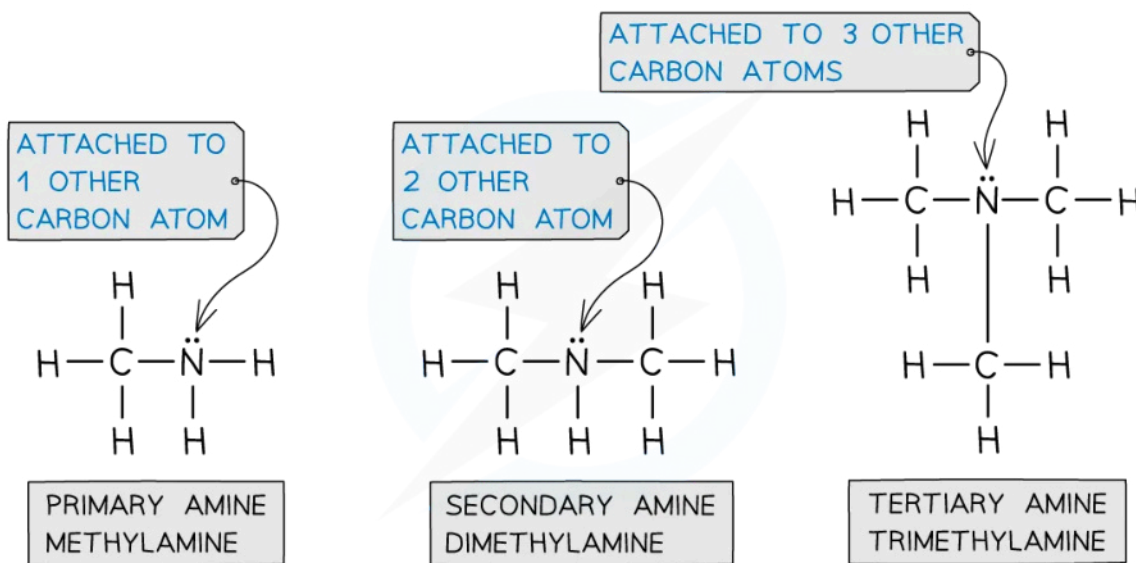 ATTACHED TO 3 OTHER
CARBON ATOMS
ATTACHED TO
1 OTHER
CARBON ATOM
ATTACHED TO
2 OTHER
CARBON ATOM
H H
H C N C H
H H
H C H
H
H
H C N H
H H
H H
H C N C H
H H H
PRIMARY AMINE
METHYLAMINE
SECONDARY AMINE
DIMETHYLAMINE
TERTIARY AMINE
TRIMETHYLAMINE